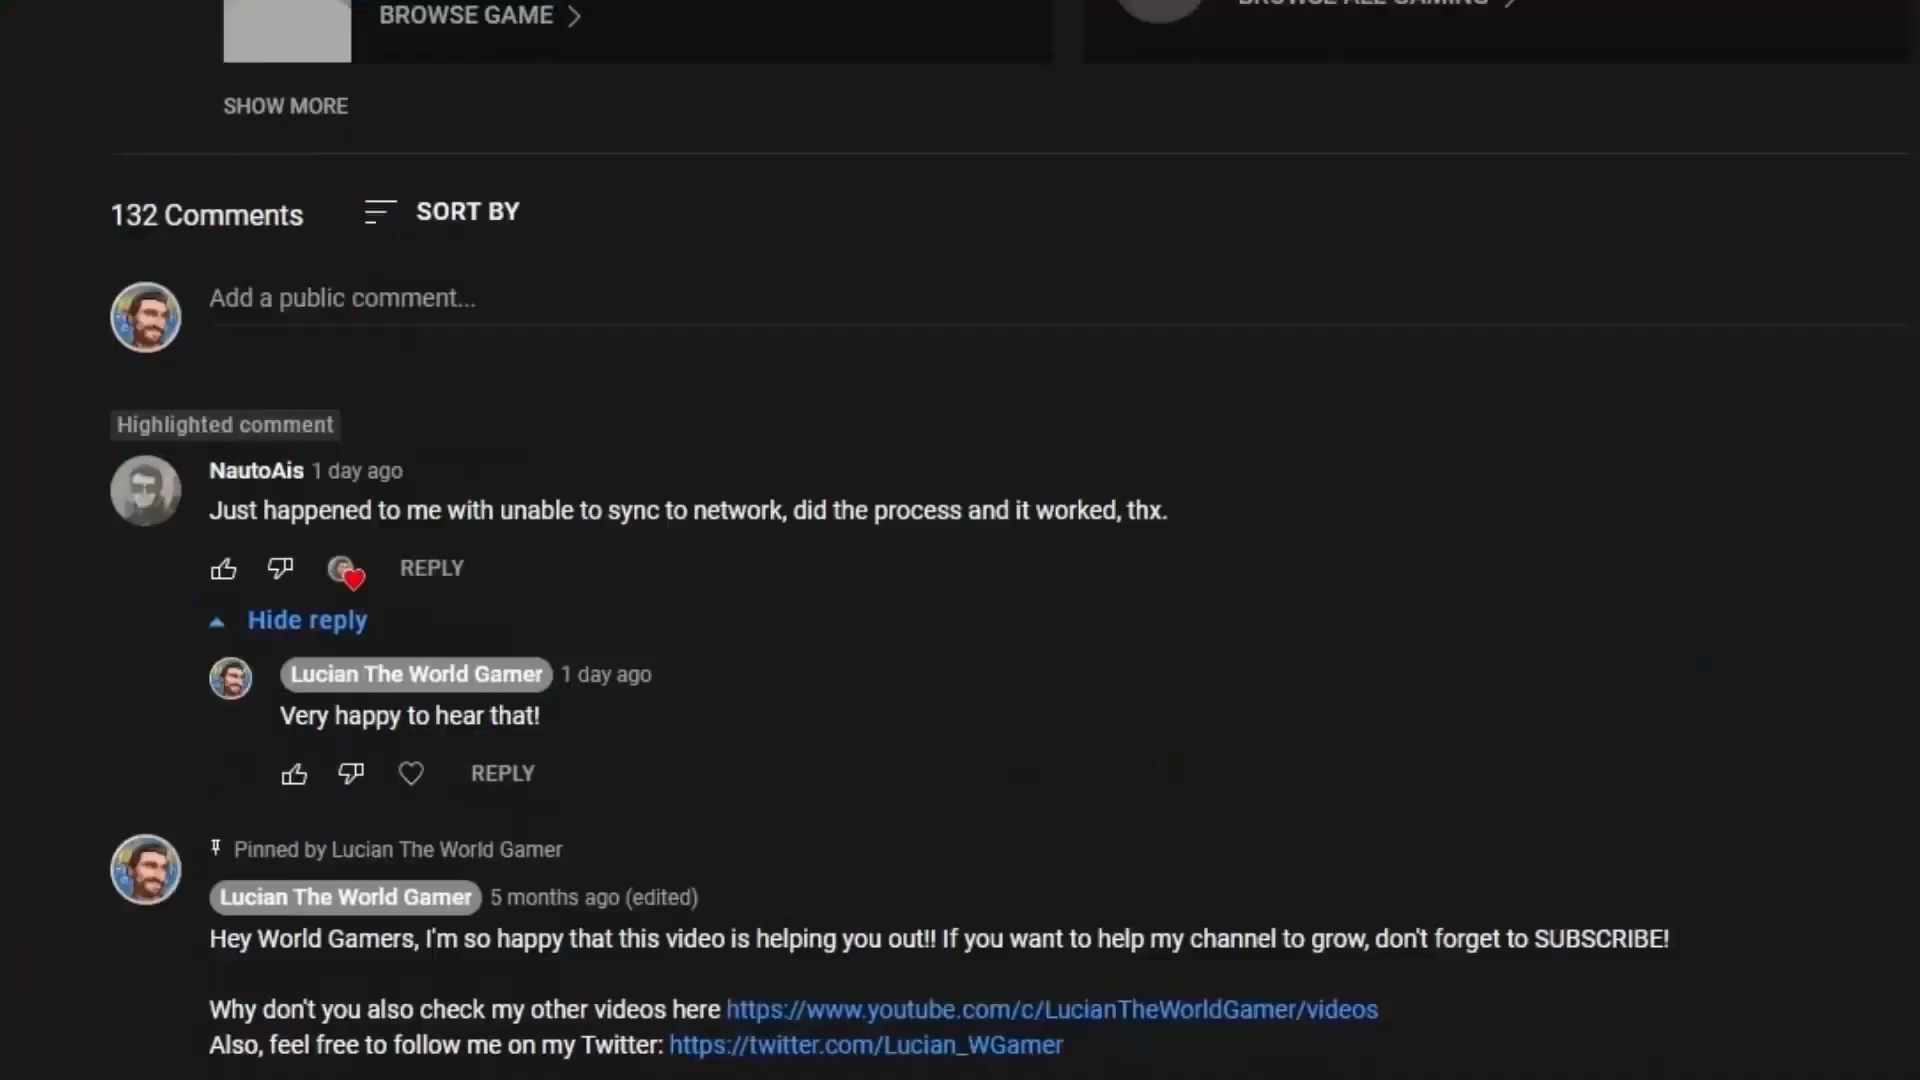 BROWSE GAME
BROWSE ALL GAMING
SHOW MORE
132 Comments SORT BY
Add a public comment...
Highlighted comment
NautoAis 1 day ago
Just happened to me with unable to sync to network, did the process and it worked, thx.
REPLY
Hide reply
Lucian The World Gamer 1 day ago
Very happy to hear that!
REPLY
Pinned by Lucian The World Gamer
Lucian The World Gamer 5 months ago (edited)
Hey World Gamers, I'm so happy that this video is helping you out!! If you want to help my channel to grow, don't forget to SUBSCRIBE!
Why don't you also check my other videos here https://www.youtube.com/c/LucianTheWorldGamer/videos
Also, feel free to follow me on my Twitter: https://twitter.com/Lucian_WGamer